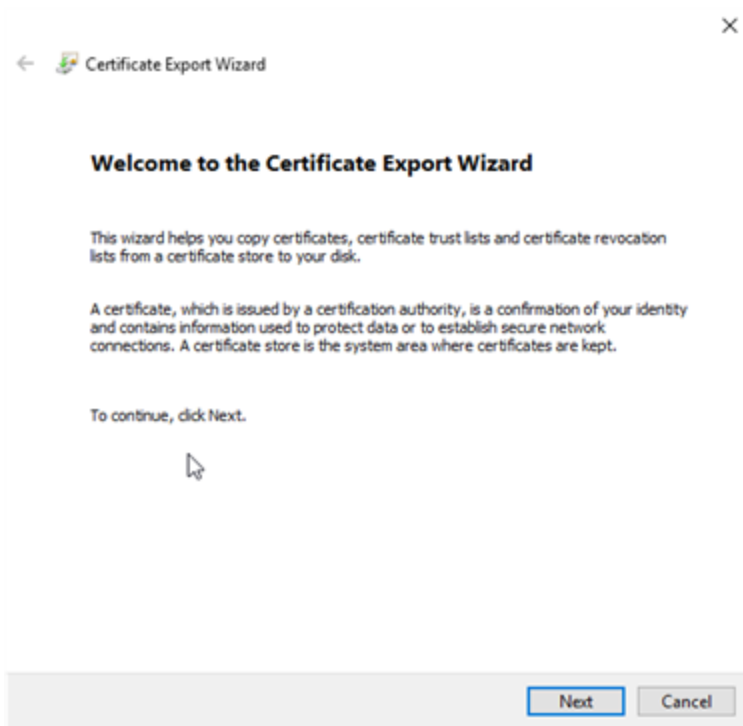 Certificate Export Wizard
Welcome to the Certificate Export Wizard
This wizard helps you copy certificates, certificate trust lists and certificate revocation
lists from a certificate store to your disk.
A certificate, which is issued by a certification authority, is a confirmation of your identity
and contains information used to protect data or to establish secure network
connections. A certificate store is the system area where certificates are kept.
To continue, click Next.
Next Cancel